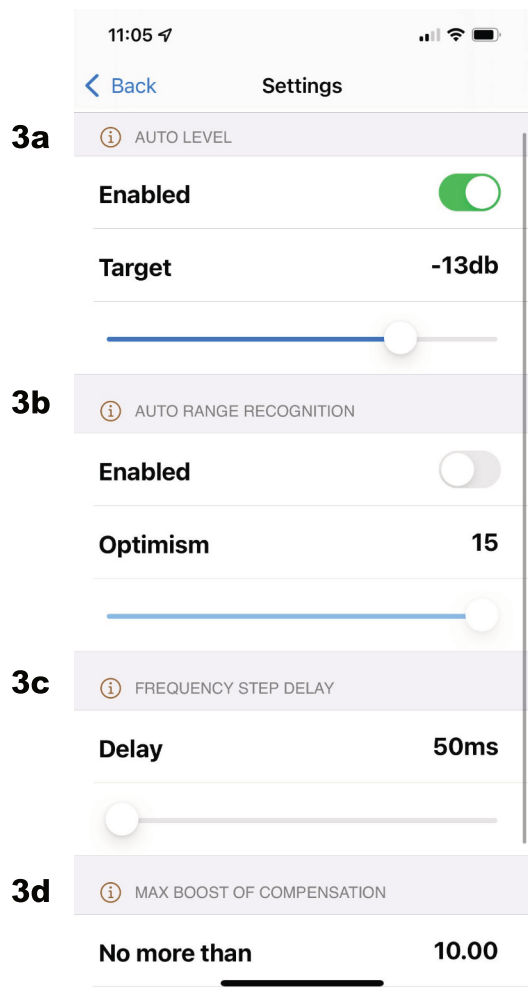 11:05
Back Settings
3a AUTO LEVEL
Enabled
Target -13db
3b AUTO RANGE RECOGNITION
Enabled
Optimism 15
3c FREQUENCY STEP DELAY
Delay 50ms
3d MAX BOOST OF COMPENSATION
No more than 10.00